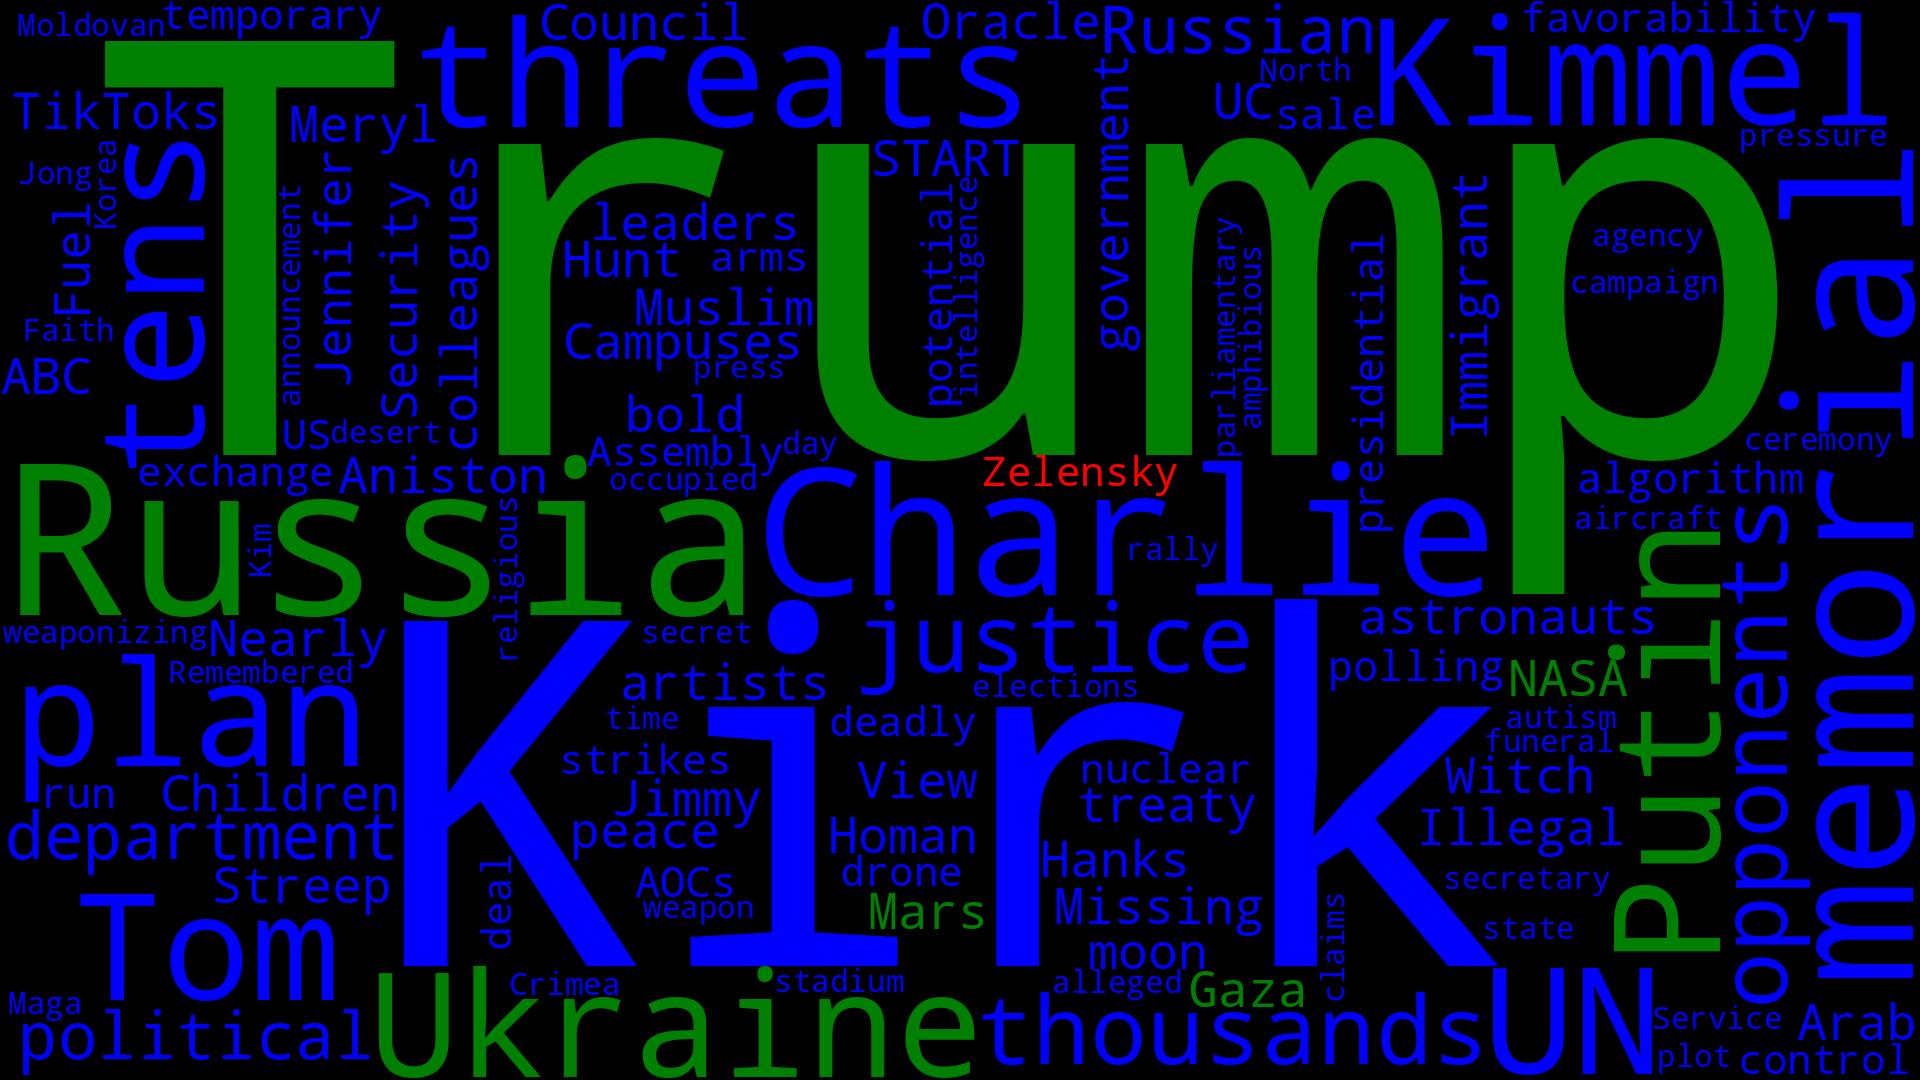 Moldovan
temporary
Council
Oracle
Russian
favorability
threats
Kimmel
North
TikToks
Meryl
UC
sale
pressure
Trump
START
Jong
Korea
tens
Fuel
announcement
Jennifer
Security
colleagues
leaders
Hunt
arms
potential
intelligence
government
parliamentary
amphibious
presidential
Immigrant
agency
campaign
memorial
Muslim
Faith
Campuses
ABC
press
bold
US
desert
Assembly
day
ceremony
exchange
Aniston
occupied
Zelensky
algorithm
Russia
Charlie
aircraft
Kim
religious
rally
Putin
opponents
weaponizing
Nearly
secret
justice
astronauts
Remembered
artists
elections
polling
NASA
plan
Kirk
time
deadly
autism
funeral
strikes
View
nuclear
Witch
run
Children
Jimmy
treaty
department
peace
Homan
Illegal
Streep
deal
AOCs
drone
Hanks
secretary
weapon
Mars
Missing
claims
state
Tom
moon
Crimea
stadium
alleged
Gaza
UN
Maga
political
Ukraine
thousands
Service
Arab
plot
control